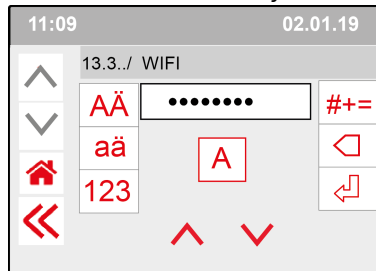 11:09 02.01.19
13.3../ WIFI
AÄ •••••••• #+=
aä A
123